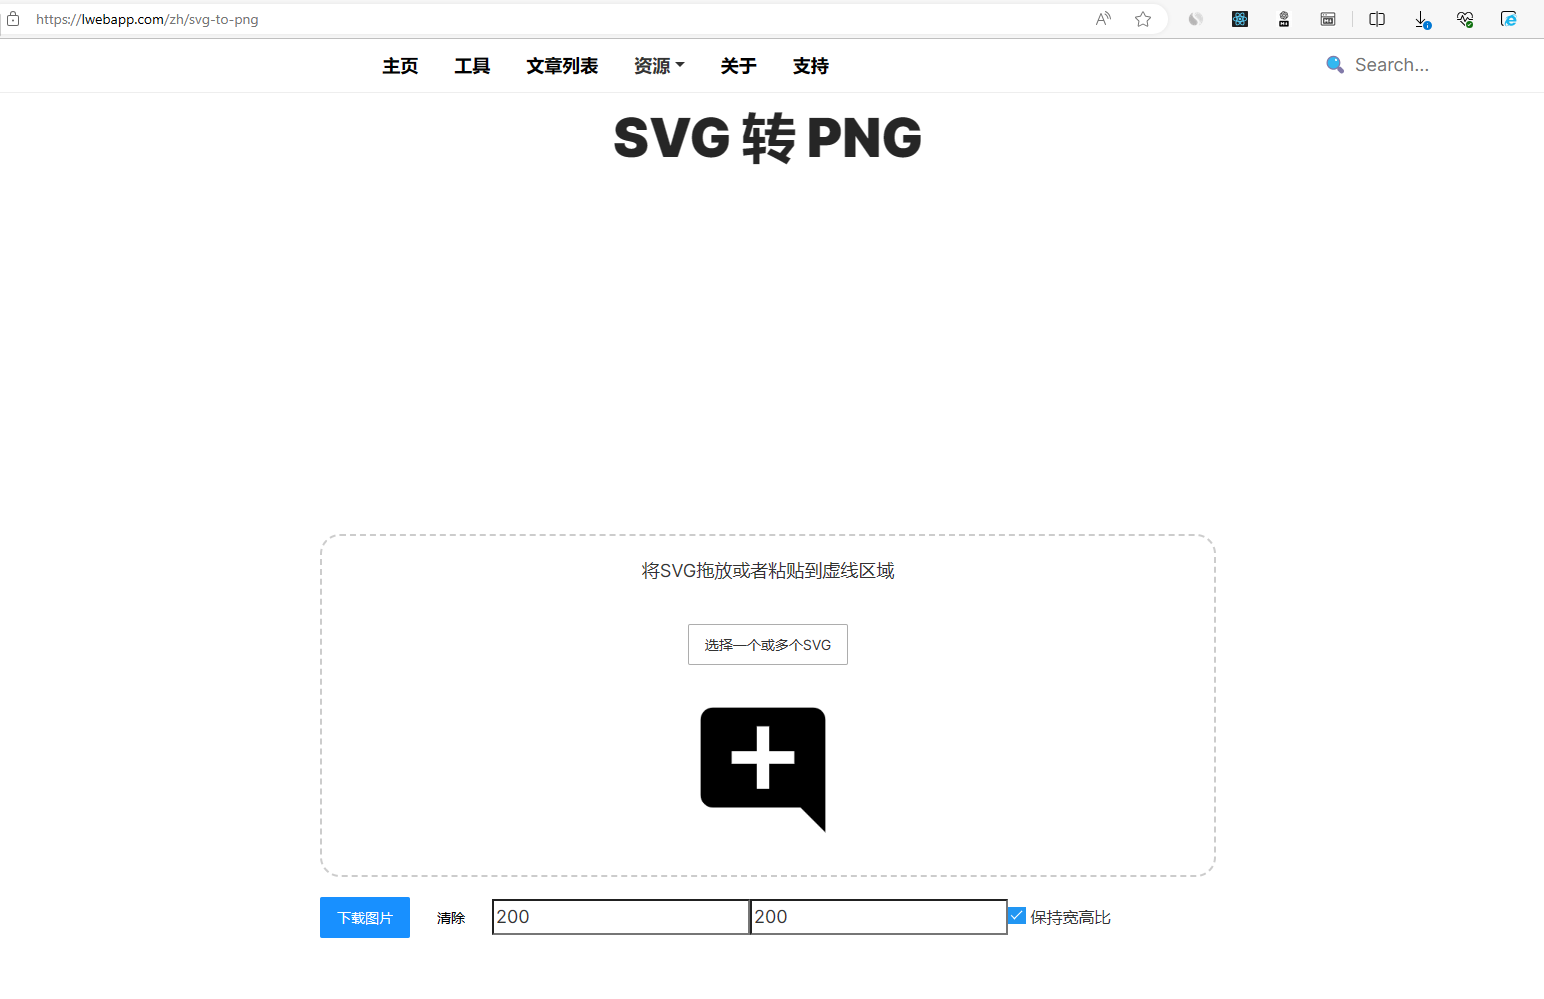 https://lwebapp.com/zh/svg-to-png
主页 工具 文章列表 资源 关于 支持 Search...
SVG 转 PNG
将SVG拖放或者粘贴到虚线区域
选择一个或多个SVG
下载图片 清除 200 200 保持宽高比